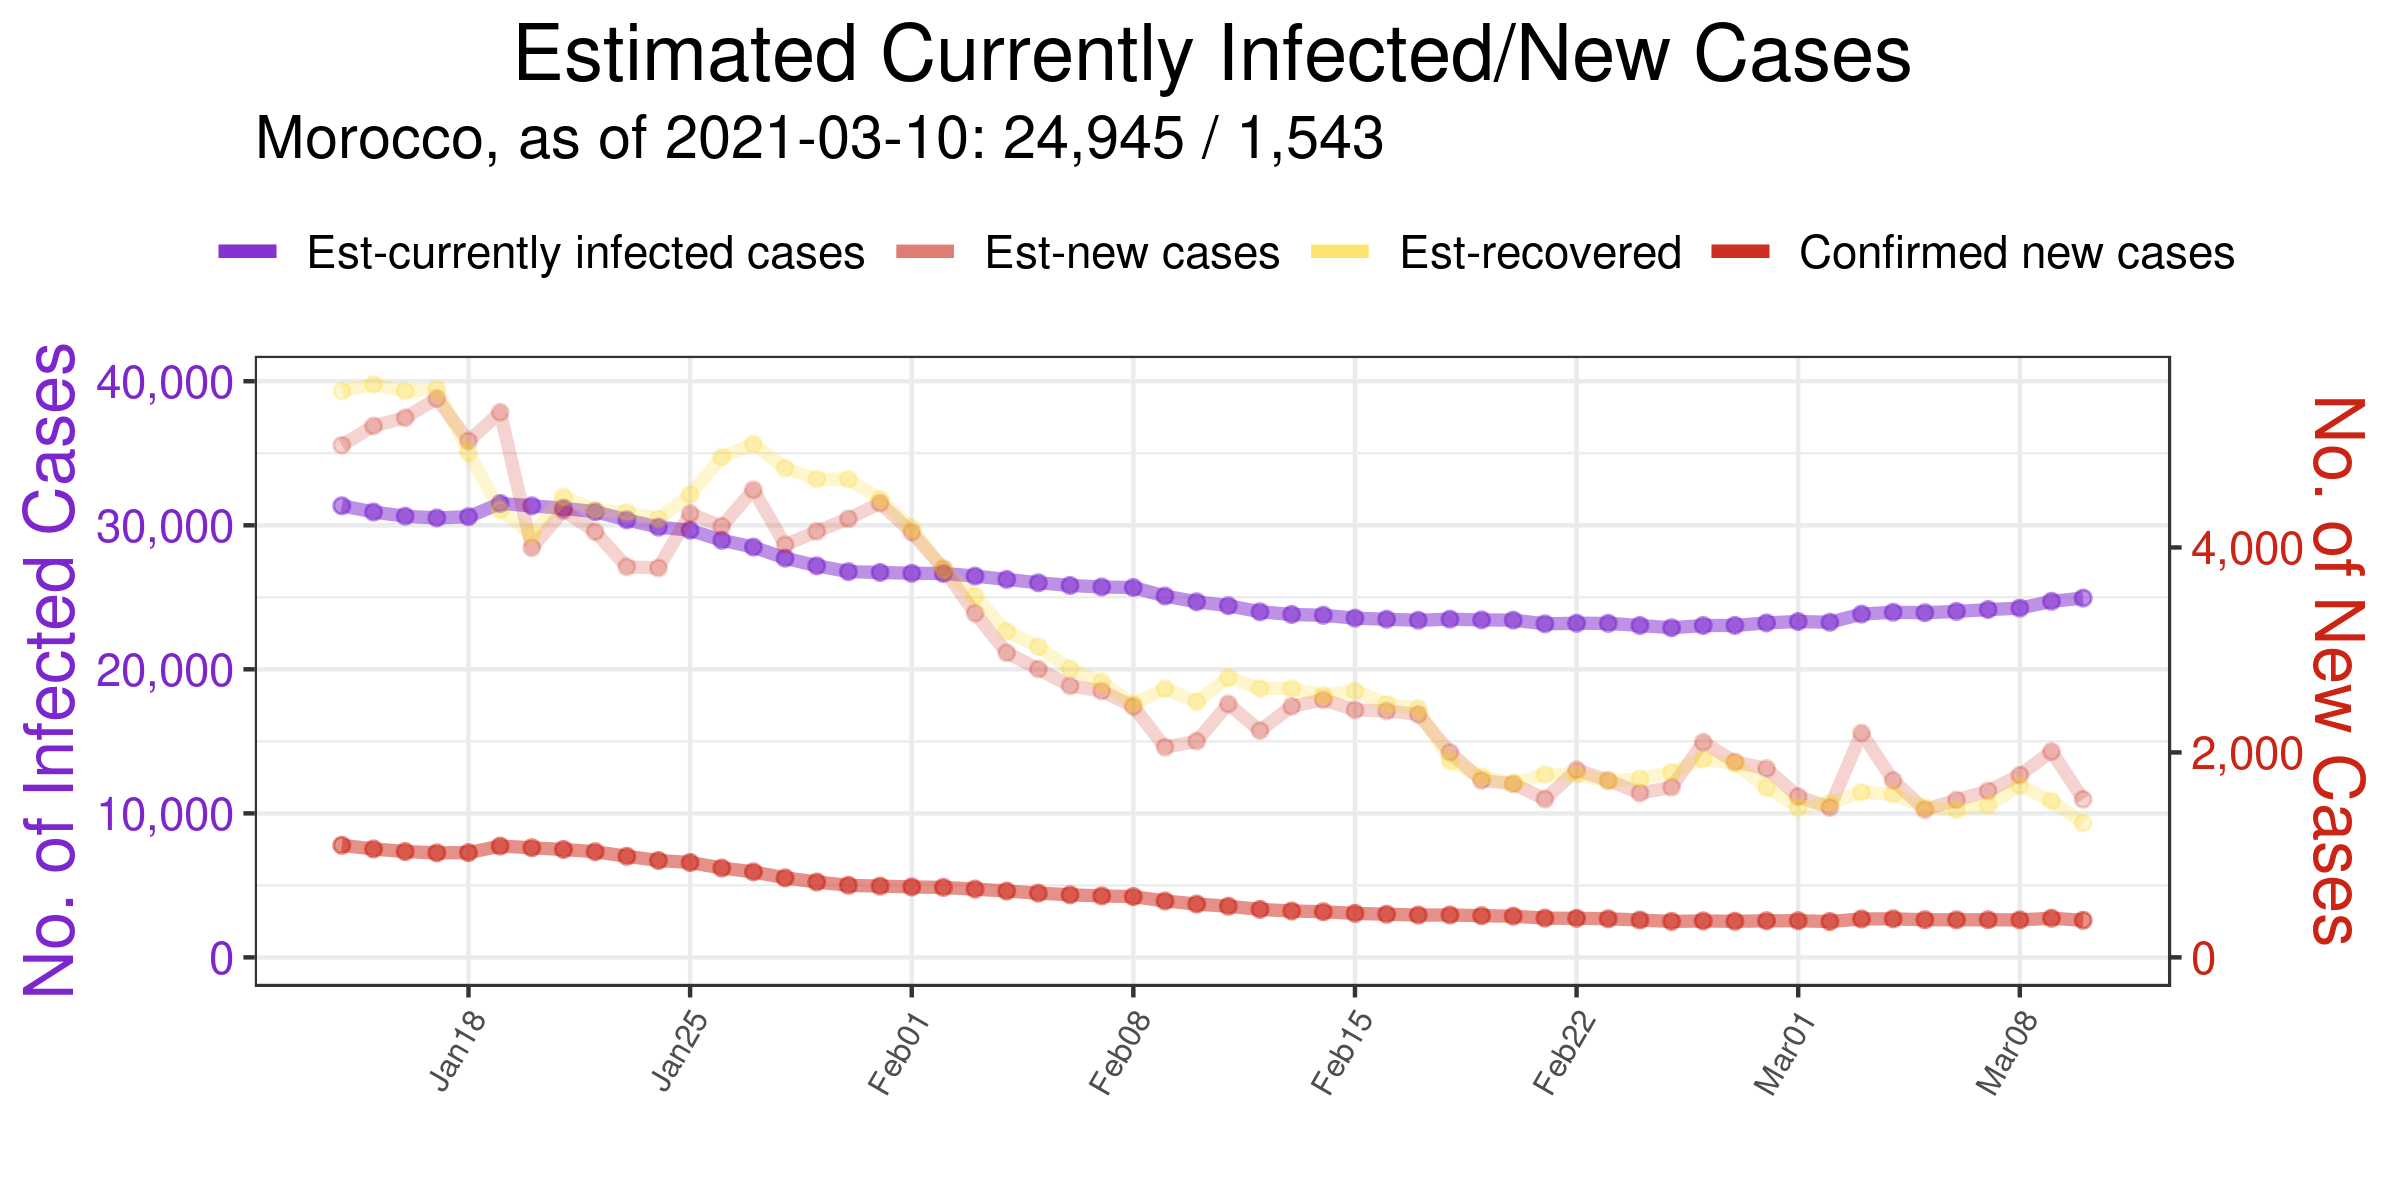 Estimated Currently Infected/New Cases
Morocco, as of 2021-03-10: 24,945 / 1,543
Est-currently infected cases Est-new cases Est-recovered Confirmed new cases
No. of Infected Cases
40,000
30,000
20,000
10,000
0
4,000
2,000
0
No. of New Cases
Jan18 Jan25 Feb01 Feb08 Feb15 Feb22 Mar01 Mar08